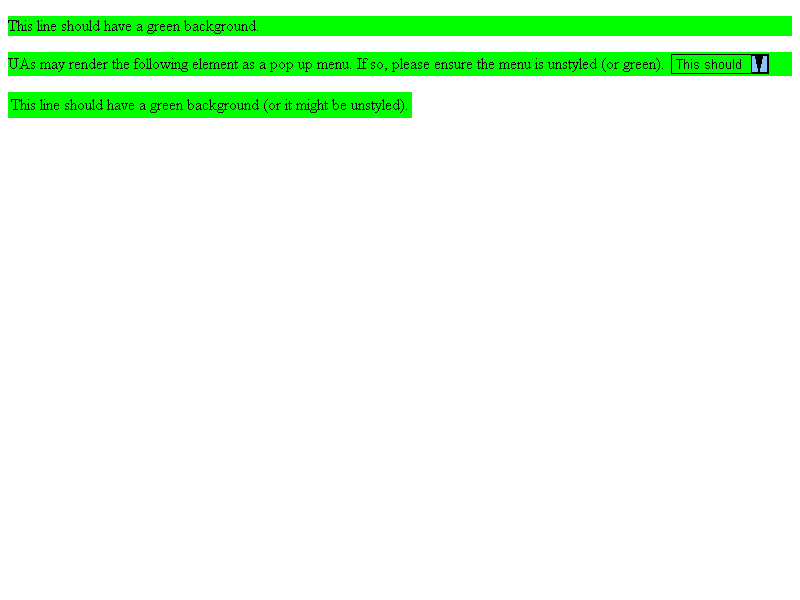 This line should have a green background.
UAs may render the following element as a pop up menu. If so, please ensure the menu is unstyled (or green). This should
This line should have a green background (or it might be unstyled).